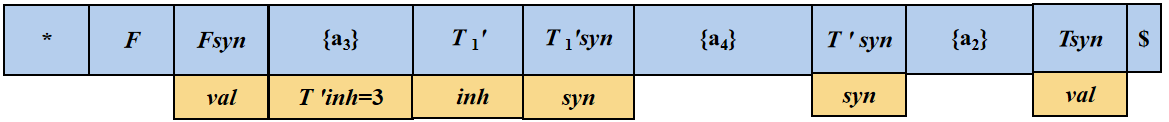 * F Fsyn {a₃} T ₁' T ₁'syn {a₄} T ' syn {a₂} Tsyn $
val T 'inh=3 inh syn syn val